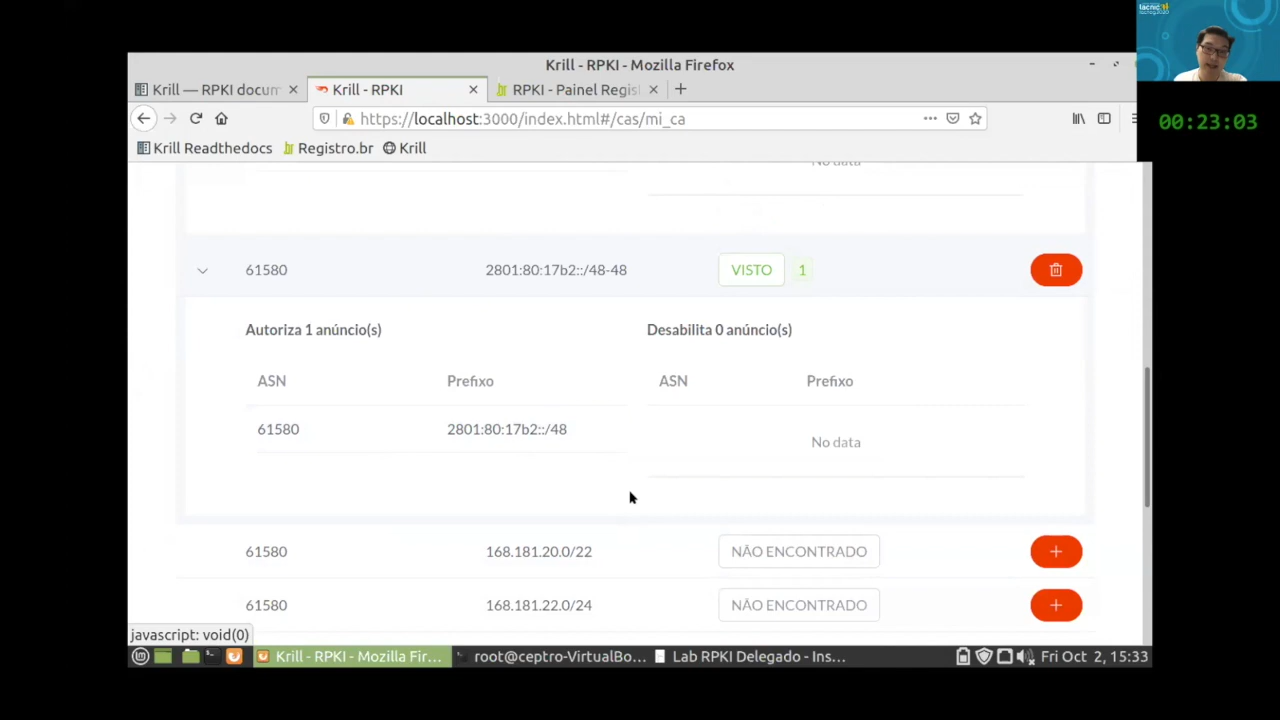 lacnic
Krill - RPKI - Mozilla Firefox
Krill — RPKI docum
Krill - RPKI
RPKI - Painel Regis
00:23:03
https://localhost:3000/index.html#/cas/mi_ca
Krill Readthedocs
Registro.br
Krill
No data
61580 2801:80:17b2::/48-48 VISTO 1
Autoriza 1 anúncio(s) Desabilita 0 anúncio(s)
ASN Prefixo ASN Prefixo
61580 2801:80:17b2::/48
No data
61580 168.181.20.0/22 NÃO ENCONTRADO
61580 168.181.22.0/24 NÃO ENCONTRADO
javascript: void(0)
Krill - RPKI - Mozilla Fir...
root@ceptro-VirtualBo...
Lab RPKI Delegado - Ins...
Fri Oct 2, 15:33